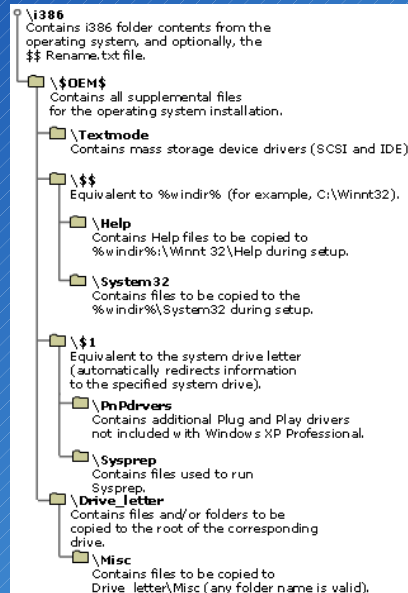 \i386
Contains i386 folder contents from the
operating system, and optionally, the
$$ Rename.txt file.
\$OEM$
Contains all supplemental files
for the operating system installation.
\Textmode
Contains mass storage device drivers (SCSI and IDE)
\$$
Equivalent to %windir% (for example, C:\Winnt32).
\Help
Contains Help files to be copied to
%windir%:\Winnt 32\Help during setup.
\System32
Contains files to be copied to the
%windir%\System32 during setup.
\$1
Equivalent to the system drive letter
(automatically redirects information
to the specified system drive).
\PnPdrvers
Contains additional Plug and Play drivers
not included with Windows XP Professional.
\Sysprep
Contains files used to run
Sysprep.
\Drive_letter
Contains files and/or folders to be
copied to the root of the corresponding
drive.
\Misc
Contains files to be copied to
Drive_letter\Misc (any folder name is valid).